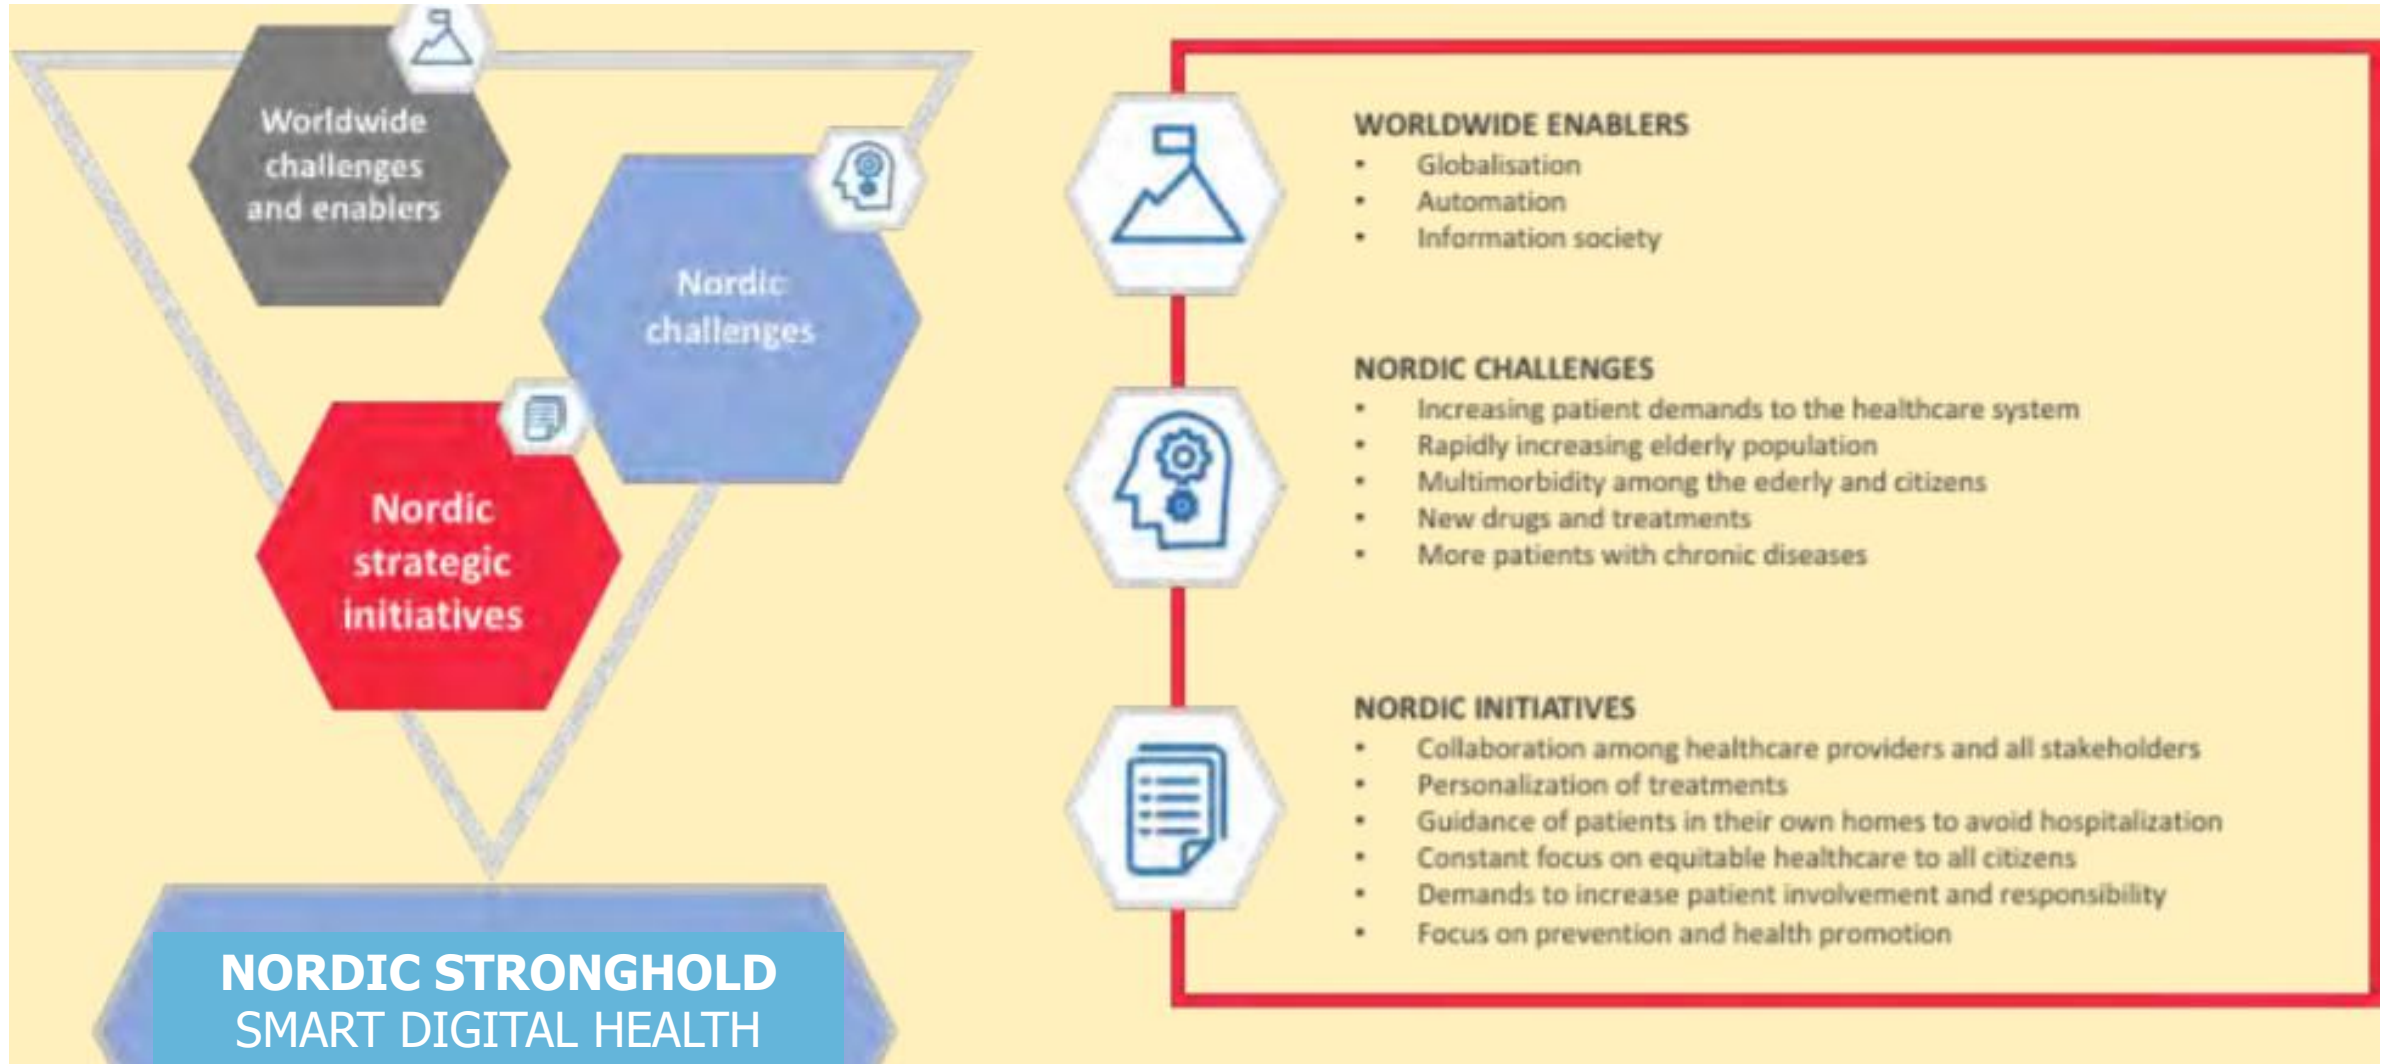 Worldwide
challenges
and enablers
Nordic
challenges
Nordic
strategic
initiatives
NORDIC STRONGHOLD
SMART DIGITAL HEALTH
WORLDWIDE ENABLERS
• Globalisation
• Automation
• Information society
NORDIC CHALLENGES
• Increasing patient demands to the healthcare system
• Rapidly increasing elderly population
• Multimorbidity among the ederly and citizens
• New drugs and treatments
• More patients with chronic diseases
NORDIC INITIATIVES
• Collaboration among healthcare providers and all stakeholders
• Personalization of treatments
• Guidance of patients in their own homes to avoid hospitalization
• Constant focus on equitable healthcare to all citizens
• Demands to increase patient involvement and responsibility
• Focus on prevention and health promotion